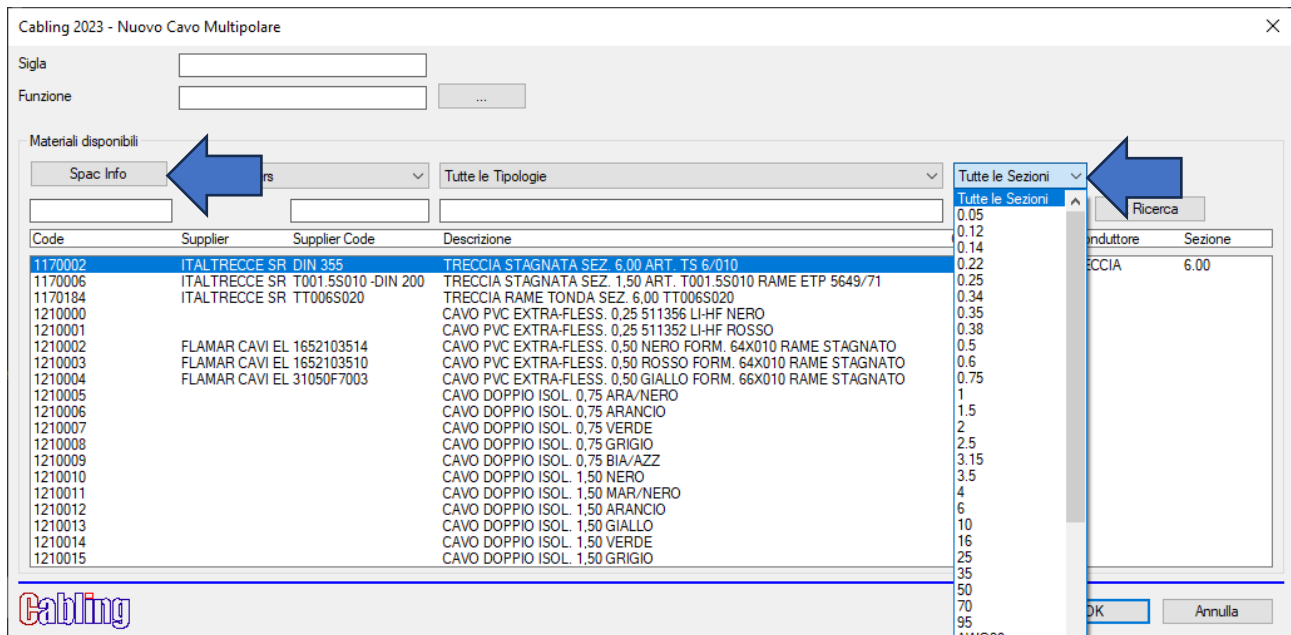 Cabling 2023 - Nuovo Cavo Multipolare
Sigla
Funzione
...
Materiali disponibili
Spac Info
Tutte le Tipologie
Tutte le Sezioni
Ricerca
Code Supplier Supplier Code Descrizione Sezione
1170002 ITALTRECCE SR DIN 355 TRECCIA STAGNATA SEZ. 6,00 ART. TS 6/010 6.00
1170006 ITALTRECCE SR T001.5S010 -DIN 200 TRECCIA STAGNATA SEZ. 1,50 ART. T001.5S010 RAME ETP 5649/71
1170184 ITALTRECCE SR TT006S020 TRECCIA RAME TONDA SEZ. 6,00 TT006S020
1210000 CAVO PVC EXTRA-FLESS. 0,25 511356 LI-HF NERO
1210001 CAVO PVC EXTRA-FLESS. 0,25 511352 LI-HF ROSSO
1210002 FLAMAR CAVI EL 1652103514 CAVO PVC EXTRA-FLESS. 0,50 NERO FORM. 64X010 RAME STAGNATO
1210003 FLAMAR CAVI EL 1652103510 CAVO PVC EXTRA-FLESS. 0,50 ROSSO FORM. 64X010 RAME STAGNATO
1210004 FLAMAR CAVI EL 31050F7003 CAVO PVC EXTRA-FLESS. 0,50 GIALLO FORM. 66X010 RAME STAGNATO
1210005 CAVO DOPPIO ISOL. 0,75 ARA/NERO
1210006 CAVO DOPPIO ISOL. 0,75 ARANCIO
1210007 CAVO DOPPIO ISOL. 0,75 VERDE
1210008 CAVO DOPPIO ISOL. 0,75 GRIGIO
1210009 CAVO DOPPIO ISOL. 0,75 BIA/AZZ
1210010 CAVO DOPPIO ISOL. 1,50 NERO
1210011 CAVO DOPPIO ISOL. 1,50 MAR/NERO
1210012 CAVO DOPPIO ISOL. 1,50 ARANCIO
1210013 CAVO DOPPIO ISOL. 1,50 GIALLO
1210014 CAVO DOPPIO ISOL. 1,50 VERDE
1210015 CAVO DOPPIO ISOL. 1,50 GRIGIO
Tutte le Sezioni
0.05
0.12
0.14
0.22
0.25
0.34
0.35
0.38
0.5
0.6
0.75
1
1.5
2
2.5
3.15
3.5
4
6
10
16
25
35
50
70
95
Cabling
OK
Annulla